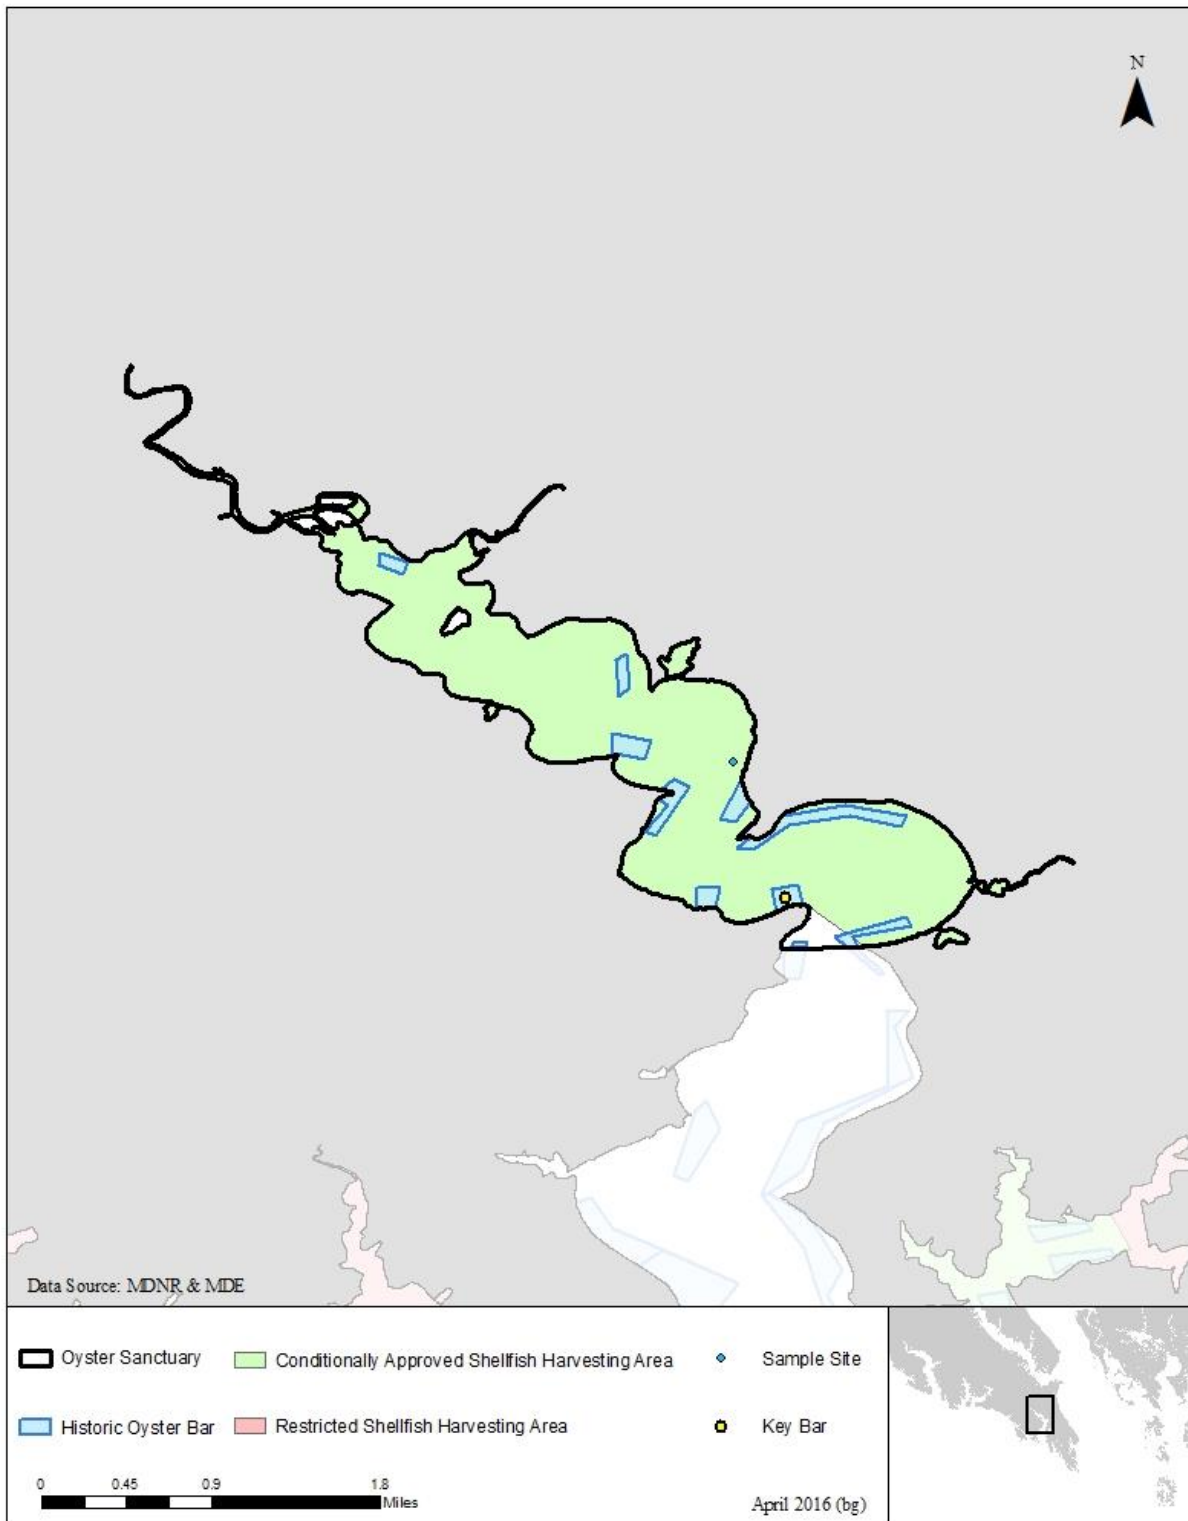 N
Data Source: MDNR & MDE
Oyster Sanctuary
Conditionally Approved Shellfish Harvesting Area
Sample Site
Historic Oyster Bar
Restricted Shellfish Harvesting Area
Key Bar
0 0.45 0.9 1.8
Miles
April 2016 (bg)